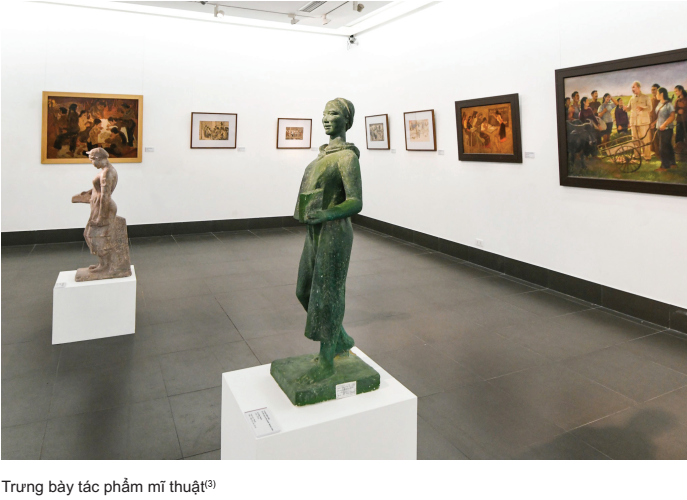 Trưng bày tác phẩm mĩ thuật⁽³⁾